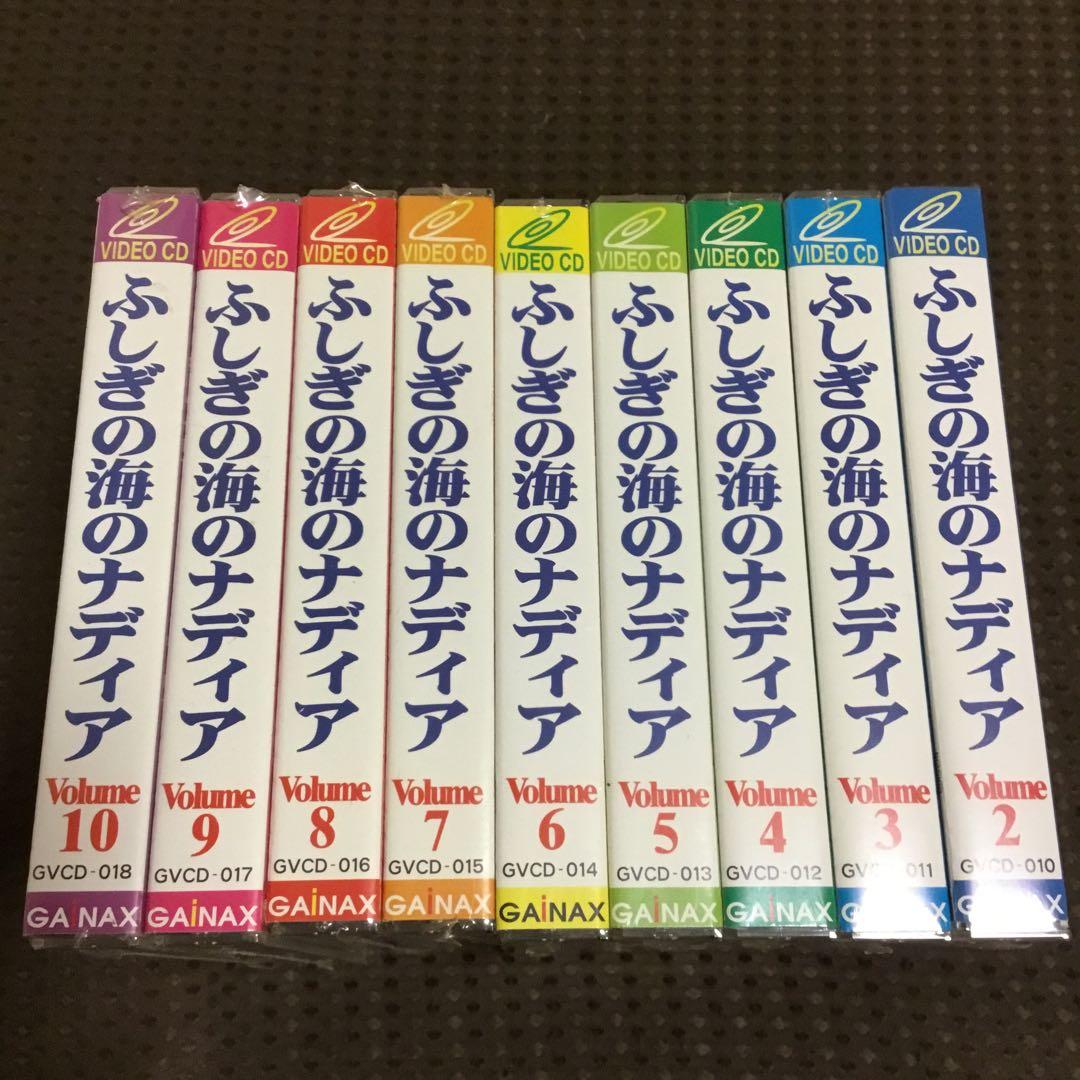 VIDEO CD
ふしぎの海のナディア
Volume
10
GVCD-018
GAiNAX
VIDEO CD
ふしぎの海のナディア
Volume
9
GVCD-017
GAiNAX
VIDEO CD
ふしぎの海のナディア
Volume
8
GVCD-016
GAiNAX
VIDEO CD
ふしぎの海のナディア
Volume
7
GVCD-015
GAiNAX
VIDEO CD
ふしぎの海のナディア
Volume
6
GVCD-014
GAiNAX
VIDEO CD
ふしぎの海のナディア
Volume
5
GVCD-013
GAiNAX
VIDEO CD
ふしぎの海のナディア
Volume
4
GVCD-012
GAiNAX
VIDEO CD
ふしぎの海のナディア
Volume
3
GVCD-011
GAiNAX
VIDEO CD
ふしぎの海のナディア
Volume
2
GVCD-010
GAiNAX